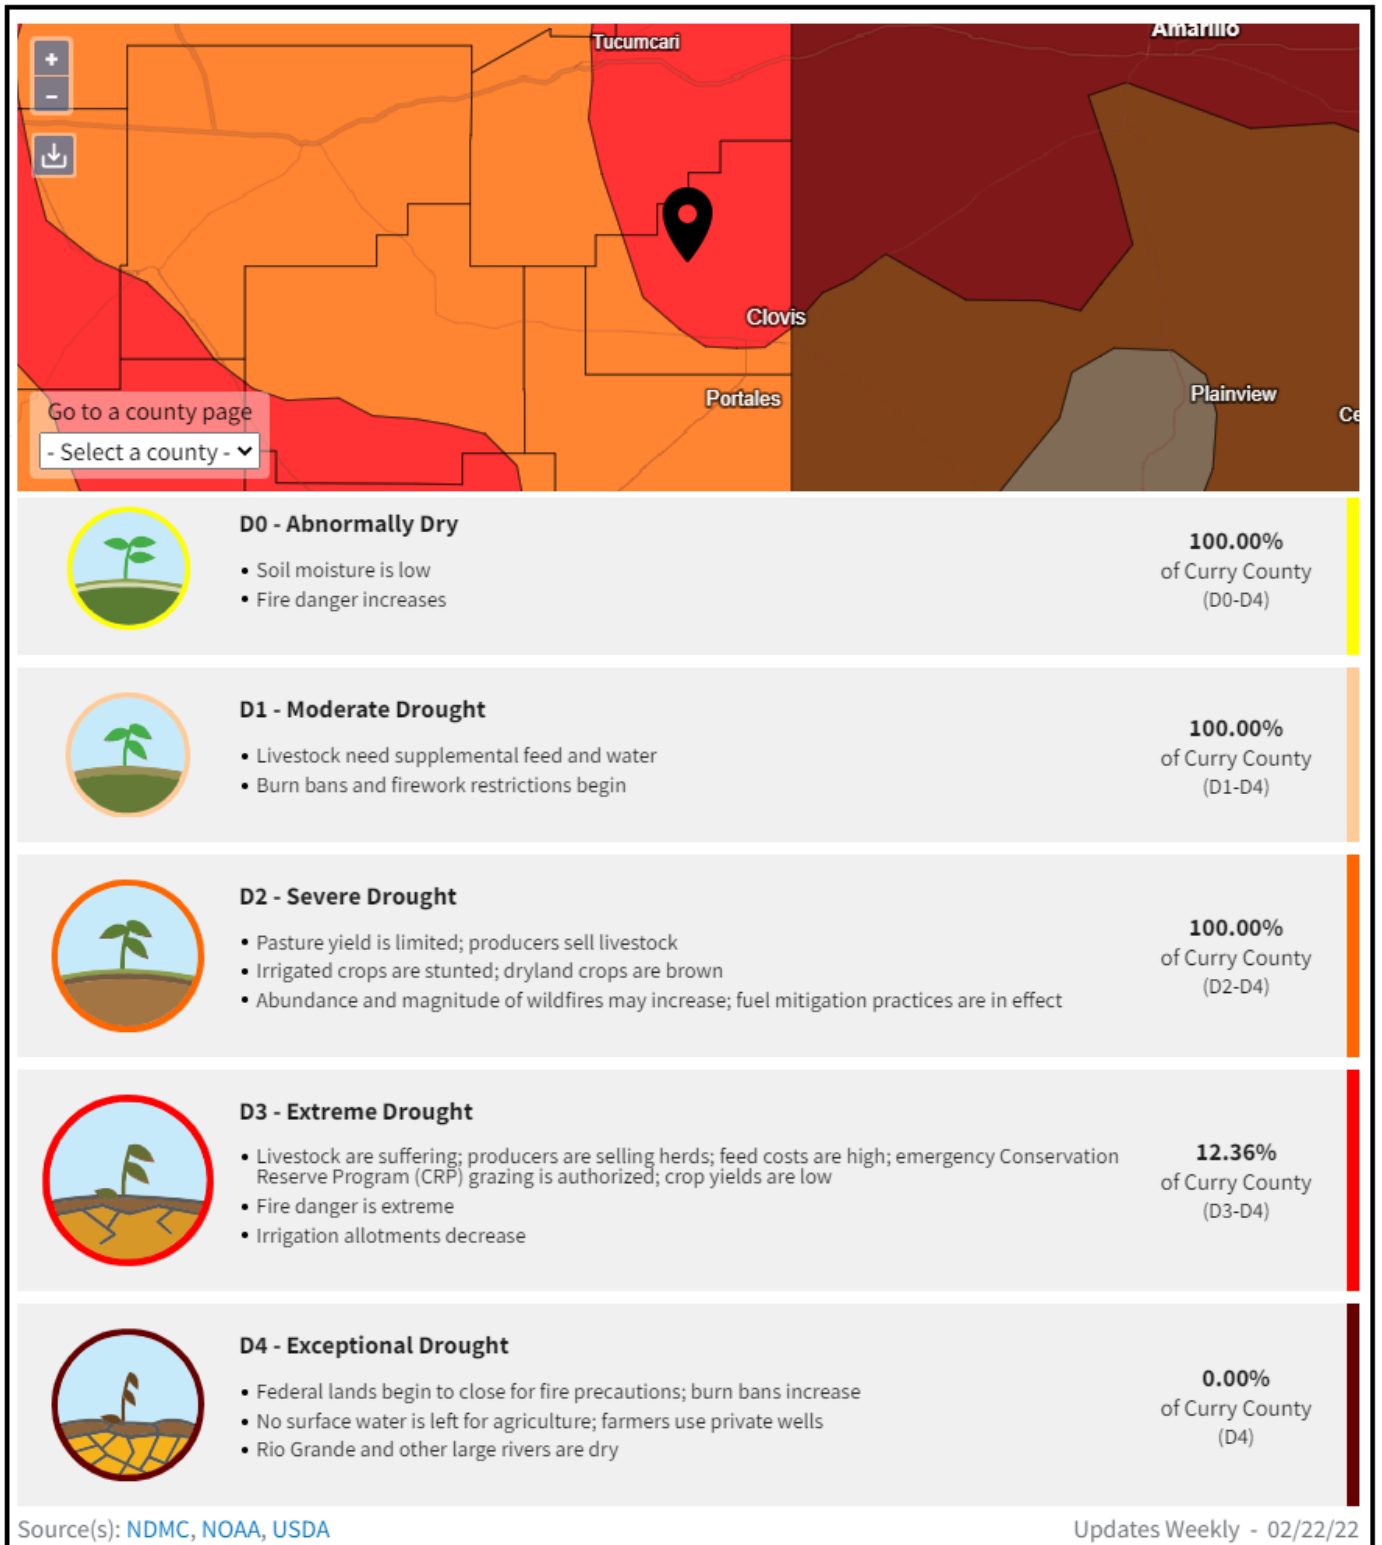 Amarillo
Tucumcari
+
-
Clovis
Plainview
Portales
Ce
Go to a county page
- Select a county -
D0 - Abnormally Dry
• Soil moisture is low
• Fire danger increases
100.00%
of Curry County
(D0-D4)
D1 - Moderate Drought
• Livestock need supplemental feed and water
• Burn bans and firework restrictions begin
100.00%
of Curry County
(D1-D4)
D2 - Severe Drought
• Pasture yield is limited; producers sell livestock
• Irrigated crops are stunted; dryland crops are brown
• Abundance and magnitude of wildfires may increase; fuel mitigation practices are in effect
100.00%
of Curry County
(D2-D4)
D3 - Extreme Drought
• Livestock are suffering; producers are selling herds; feed costs are high; emergency Conservation
Reserve Program (CRP) grazing is authorized; crop yields are low
• Fire danger is extreme
• Irrigation allotments decrease
12.36%
of Curry County
(D3-D4)
D4 - Exceptional Drought
• Federal lands begin to close for fire precautions; burn bans increase
• No surface water is left for agriculture; farmers use private wells
• Rio Grande and other large rivers are dry
0.00%
of Curry County
(D4)
Source(s): NDMC, NOAA, USDA
Updates Weekly - 02/22/22